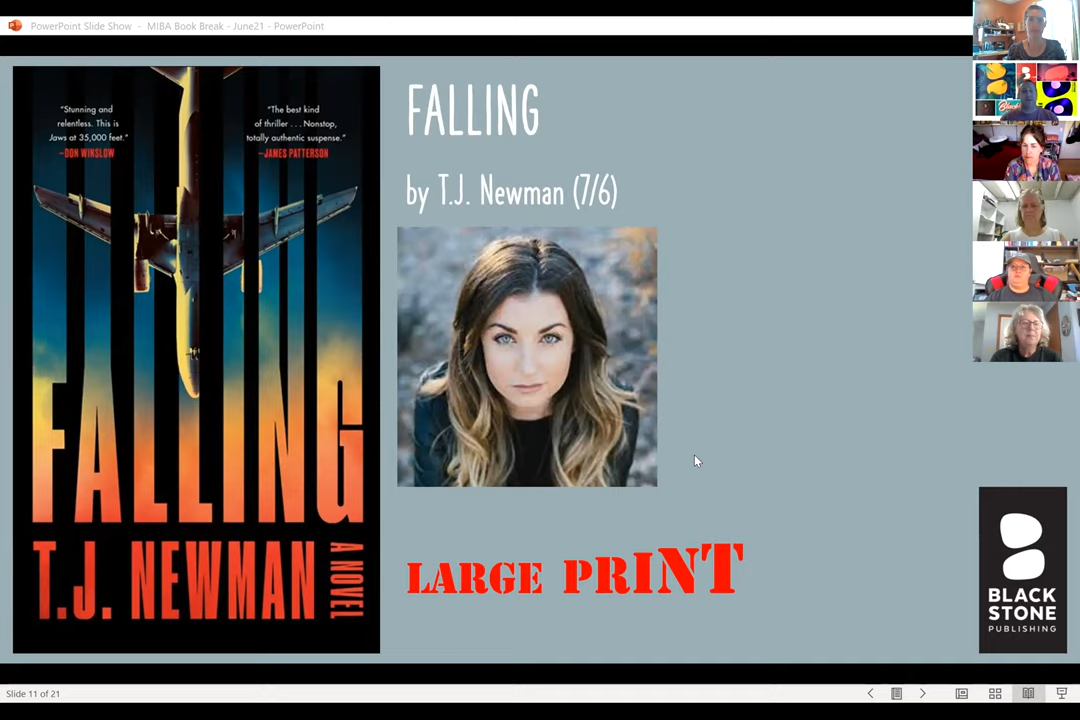 PowerPoint Slide Show - MIBA Book Break - June21 - PowerPoint
"Stunning and
relentless. This is
Jaws at 35,000 feet."
—DON WINSLOW
"The best kind
of thriller . . . Nonstop,
totally authentic suspense."
—JAMES PATTERSON
FALLING
T.J. NEWMAN
A NOVEL
FALLING
by T.J. Newman (7/6)
LARGE PRINT
BLACK
STONE
PUBLISHING
Slide 11 of 21